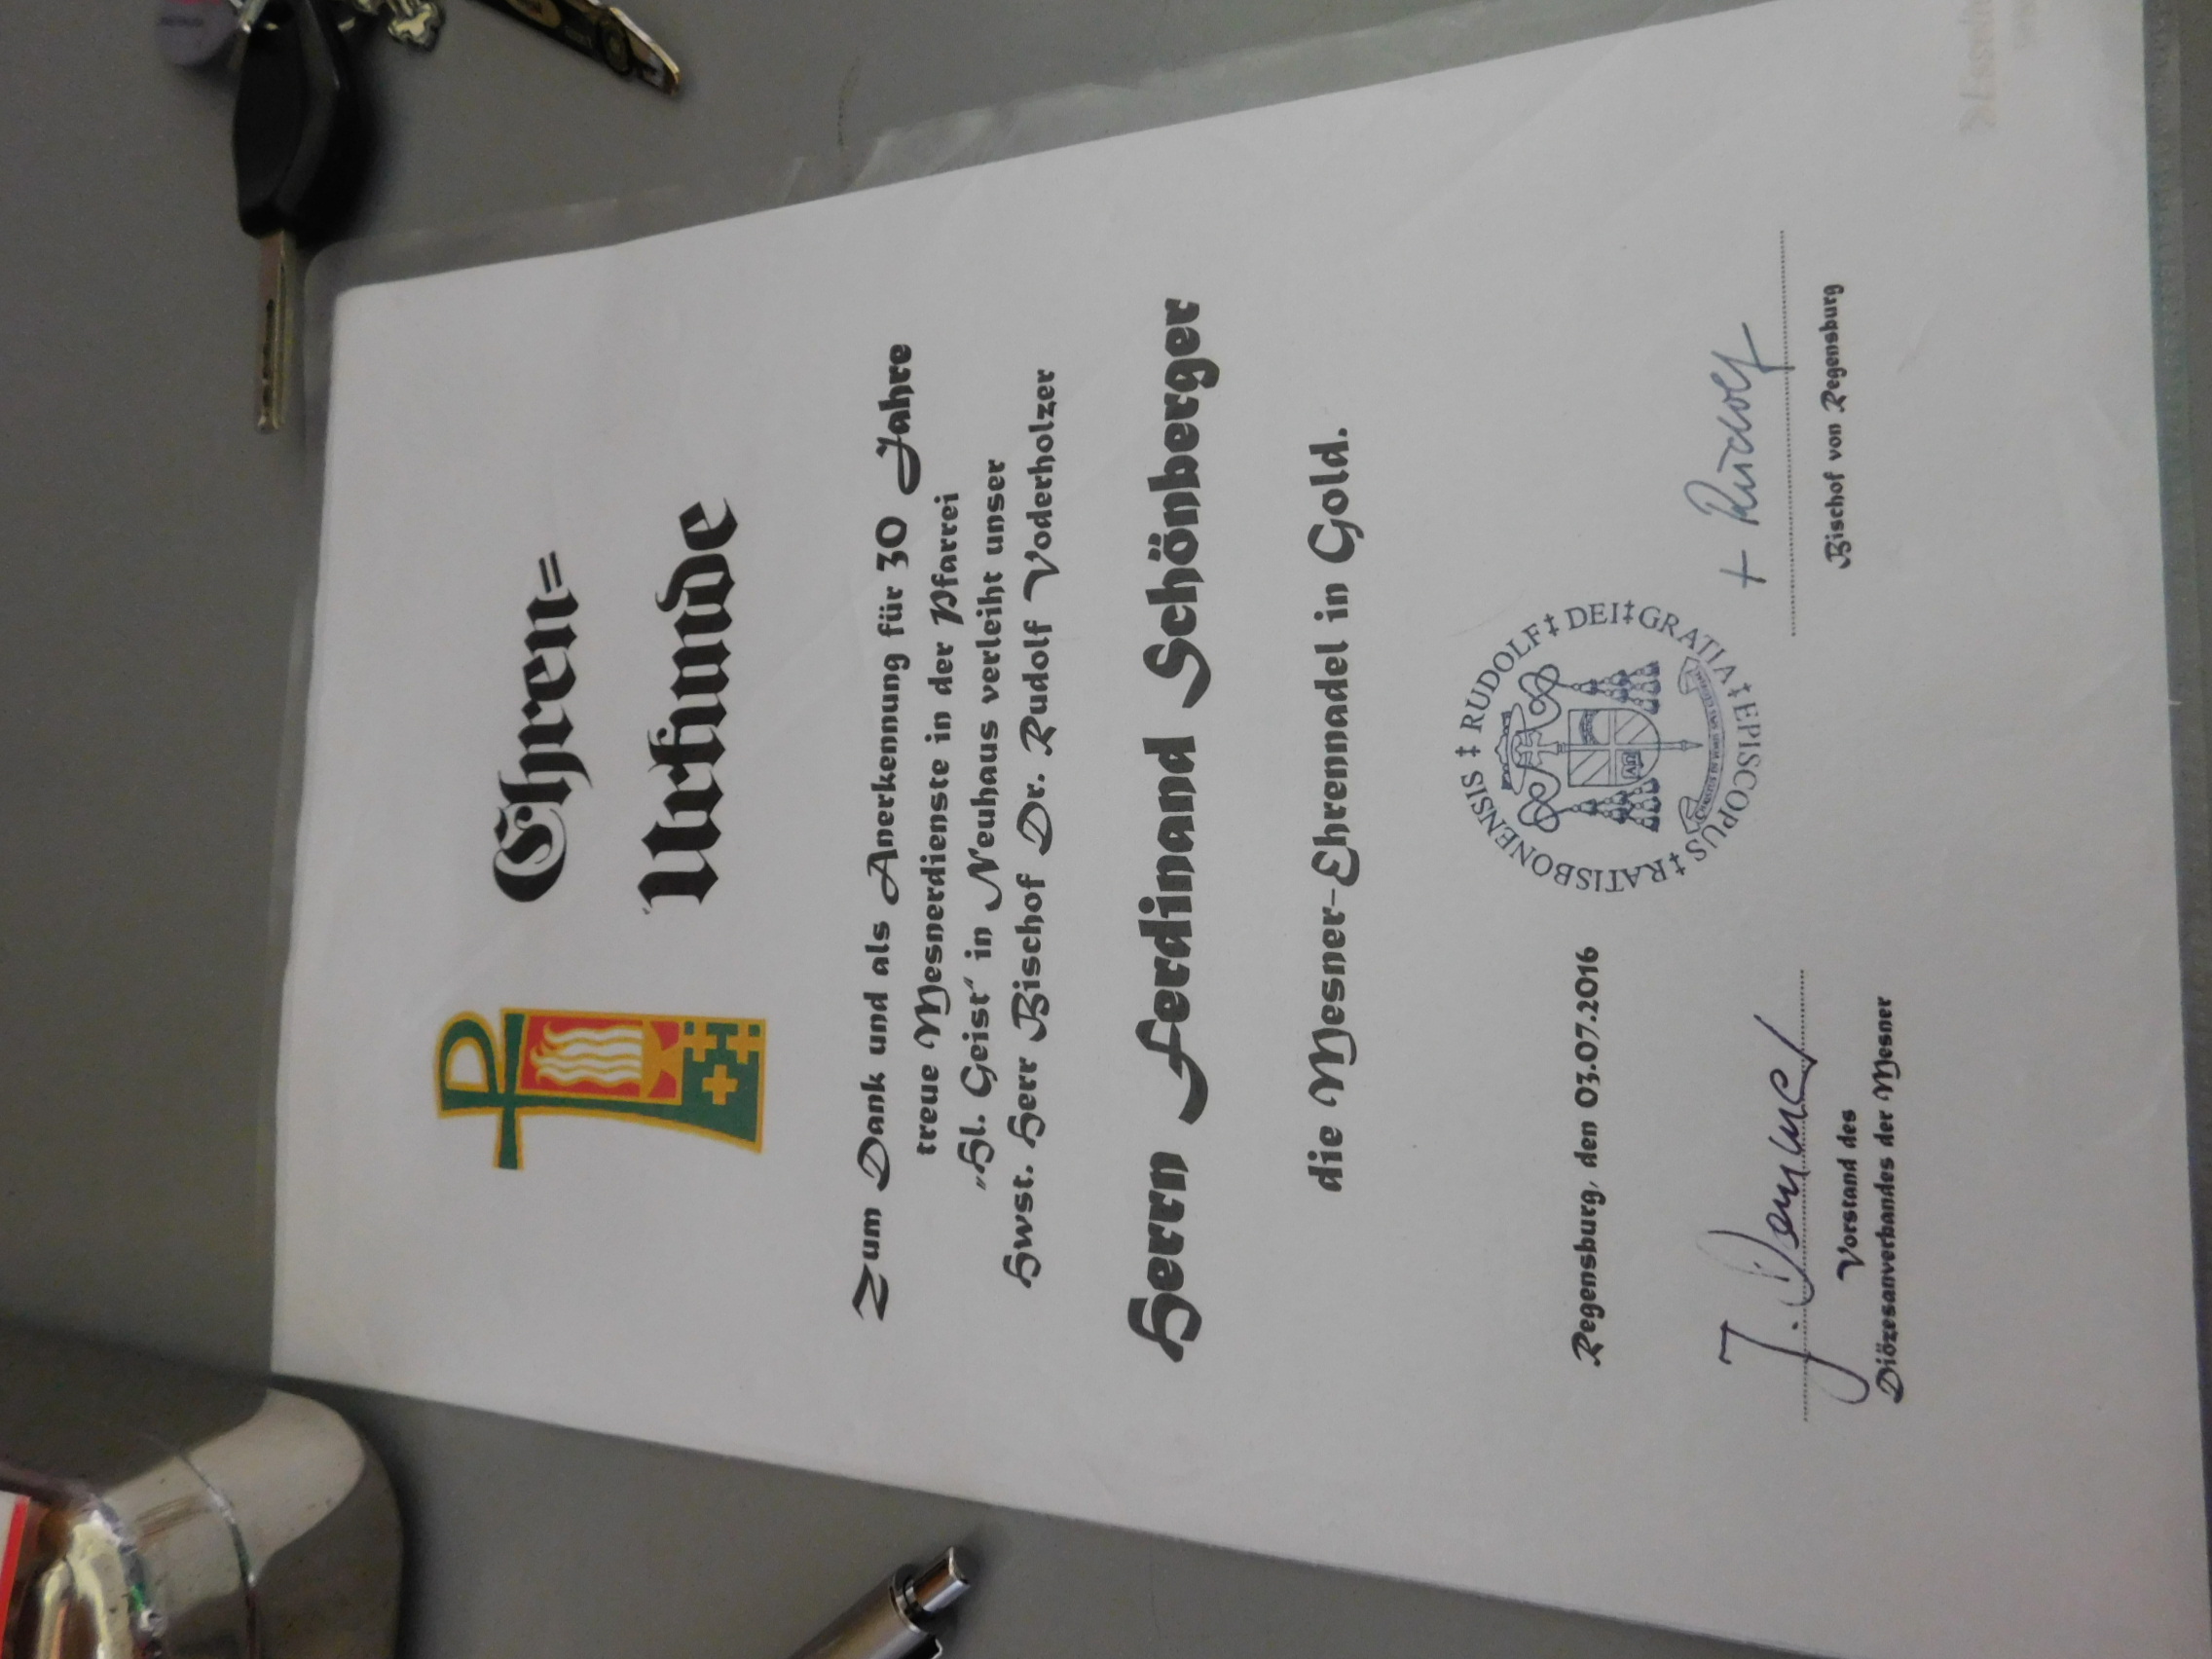 Ehren=
Urkunde
Zum Dank und als Anerkennung für 30 Jahre
treue Mesnerdienste in der Pfarrei
„Hl. Geist" in Neuhaus verleiht unser
Hwst. Herr Bischof Dr. Rudolf Voderholzer
Herrn Ferdinand Schönberger
die Mesner-Ehrennadel in Gold.
Regensburg, den 03.07.2016
‡ RUDOLF ‡ DEI ‡ GRATIA ‡ EPISCOPUS ‡ RATISBONENSIS
+ Rudolf
Bischof von Regensburg
J.
Vorstand des
Diözesanverbandes der Mesner